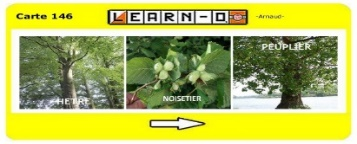 Carte 146
LEARN-O
-Arnaud-
HETRE
NOISETIER
PEUPLIER